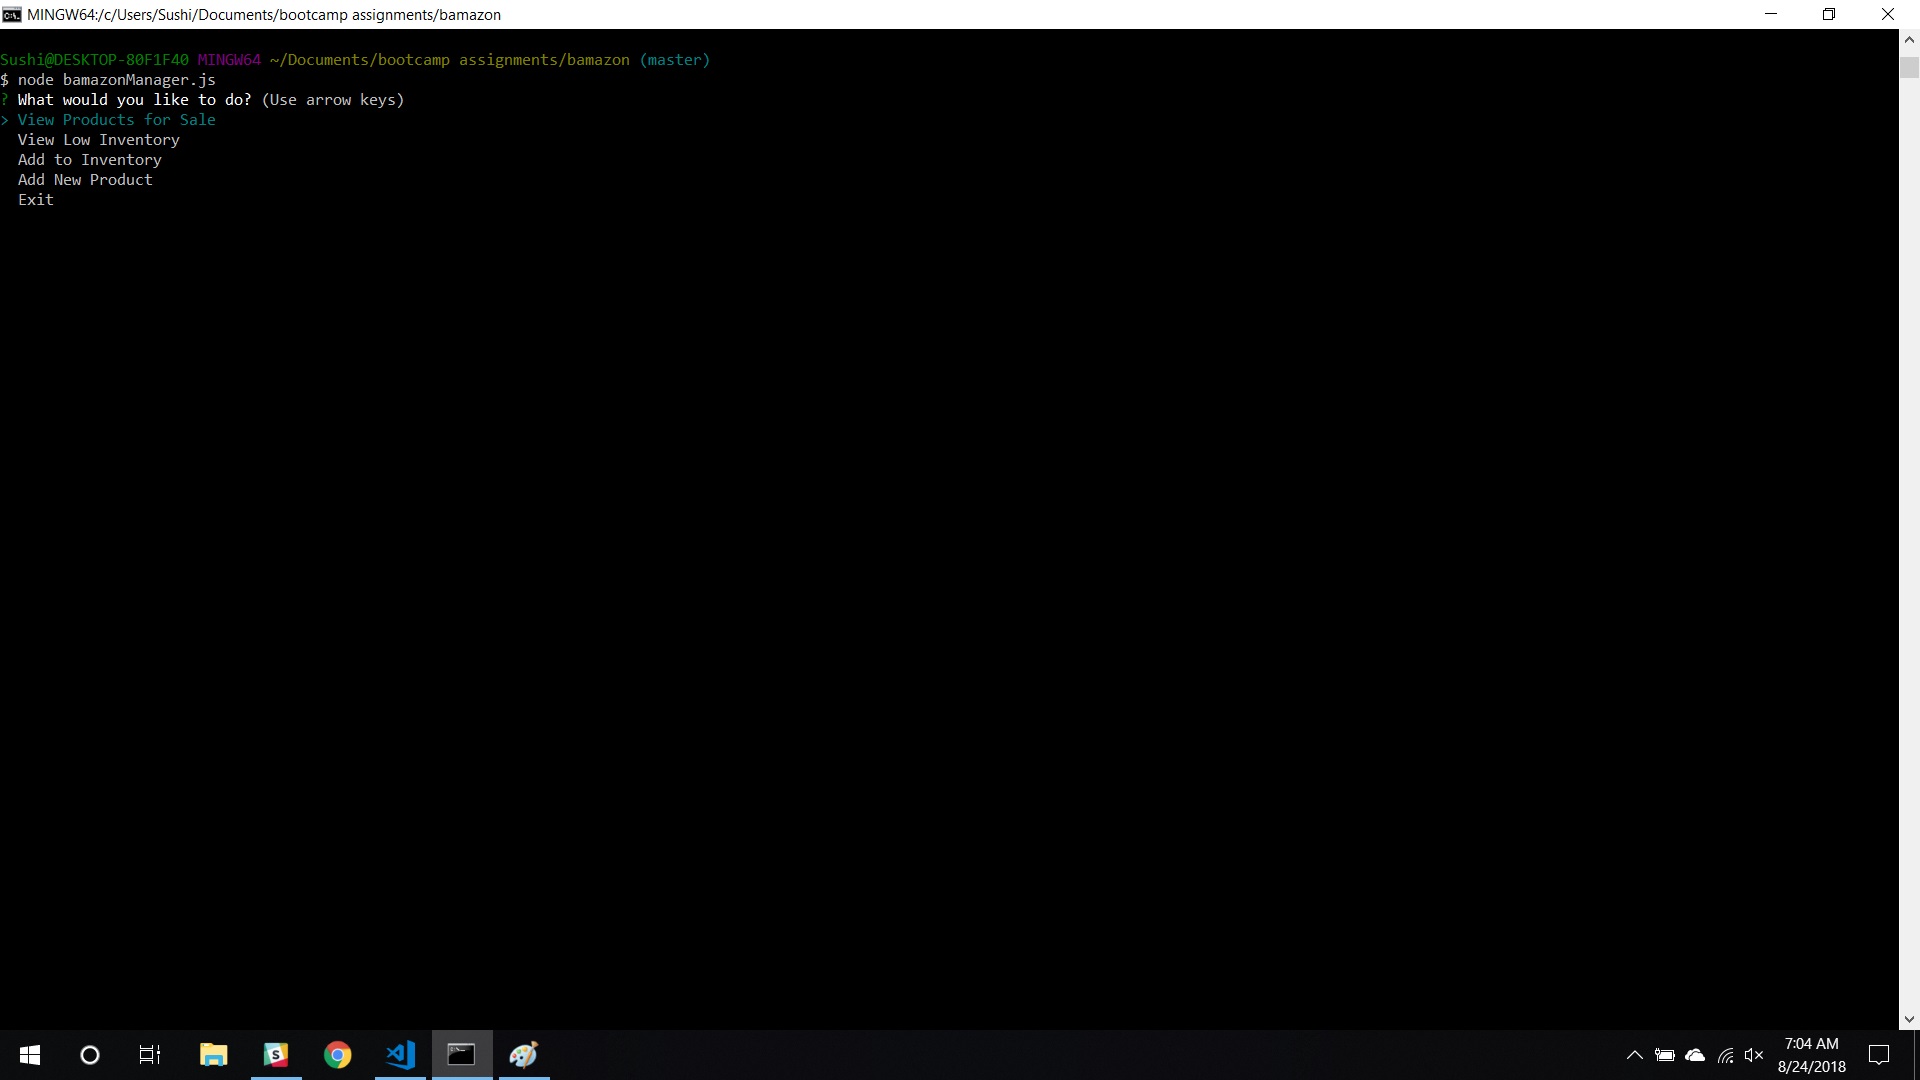 MINGW64:/c/Users/Sushi/Documents/bootcamp assignments/bamazon
Sushi@DESKTOP-80F1F40 MINGW64 ~/Documents/bootcamp assignments/bamazon (master)
$ node bamazonManager.js
? What would you like to do? (Use arrow keys)
> View Products for Sale
View Low Inventory
Add to Inventory
Add New Product
Exit
7:04 AM
8/24/2018